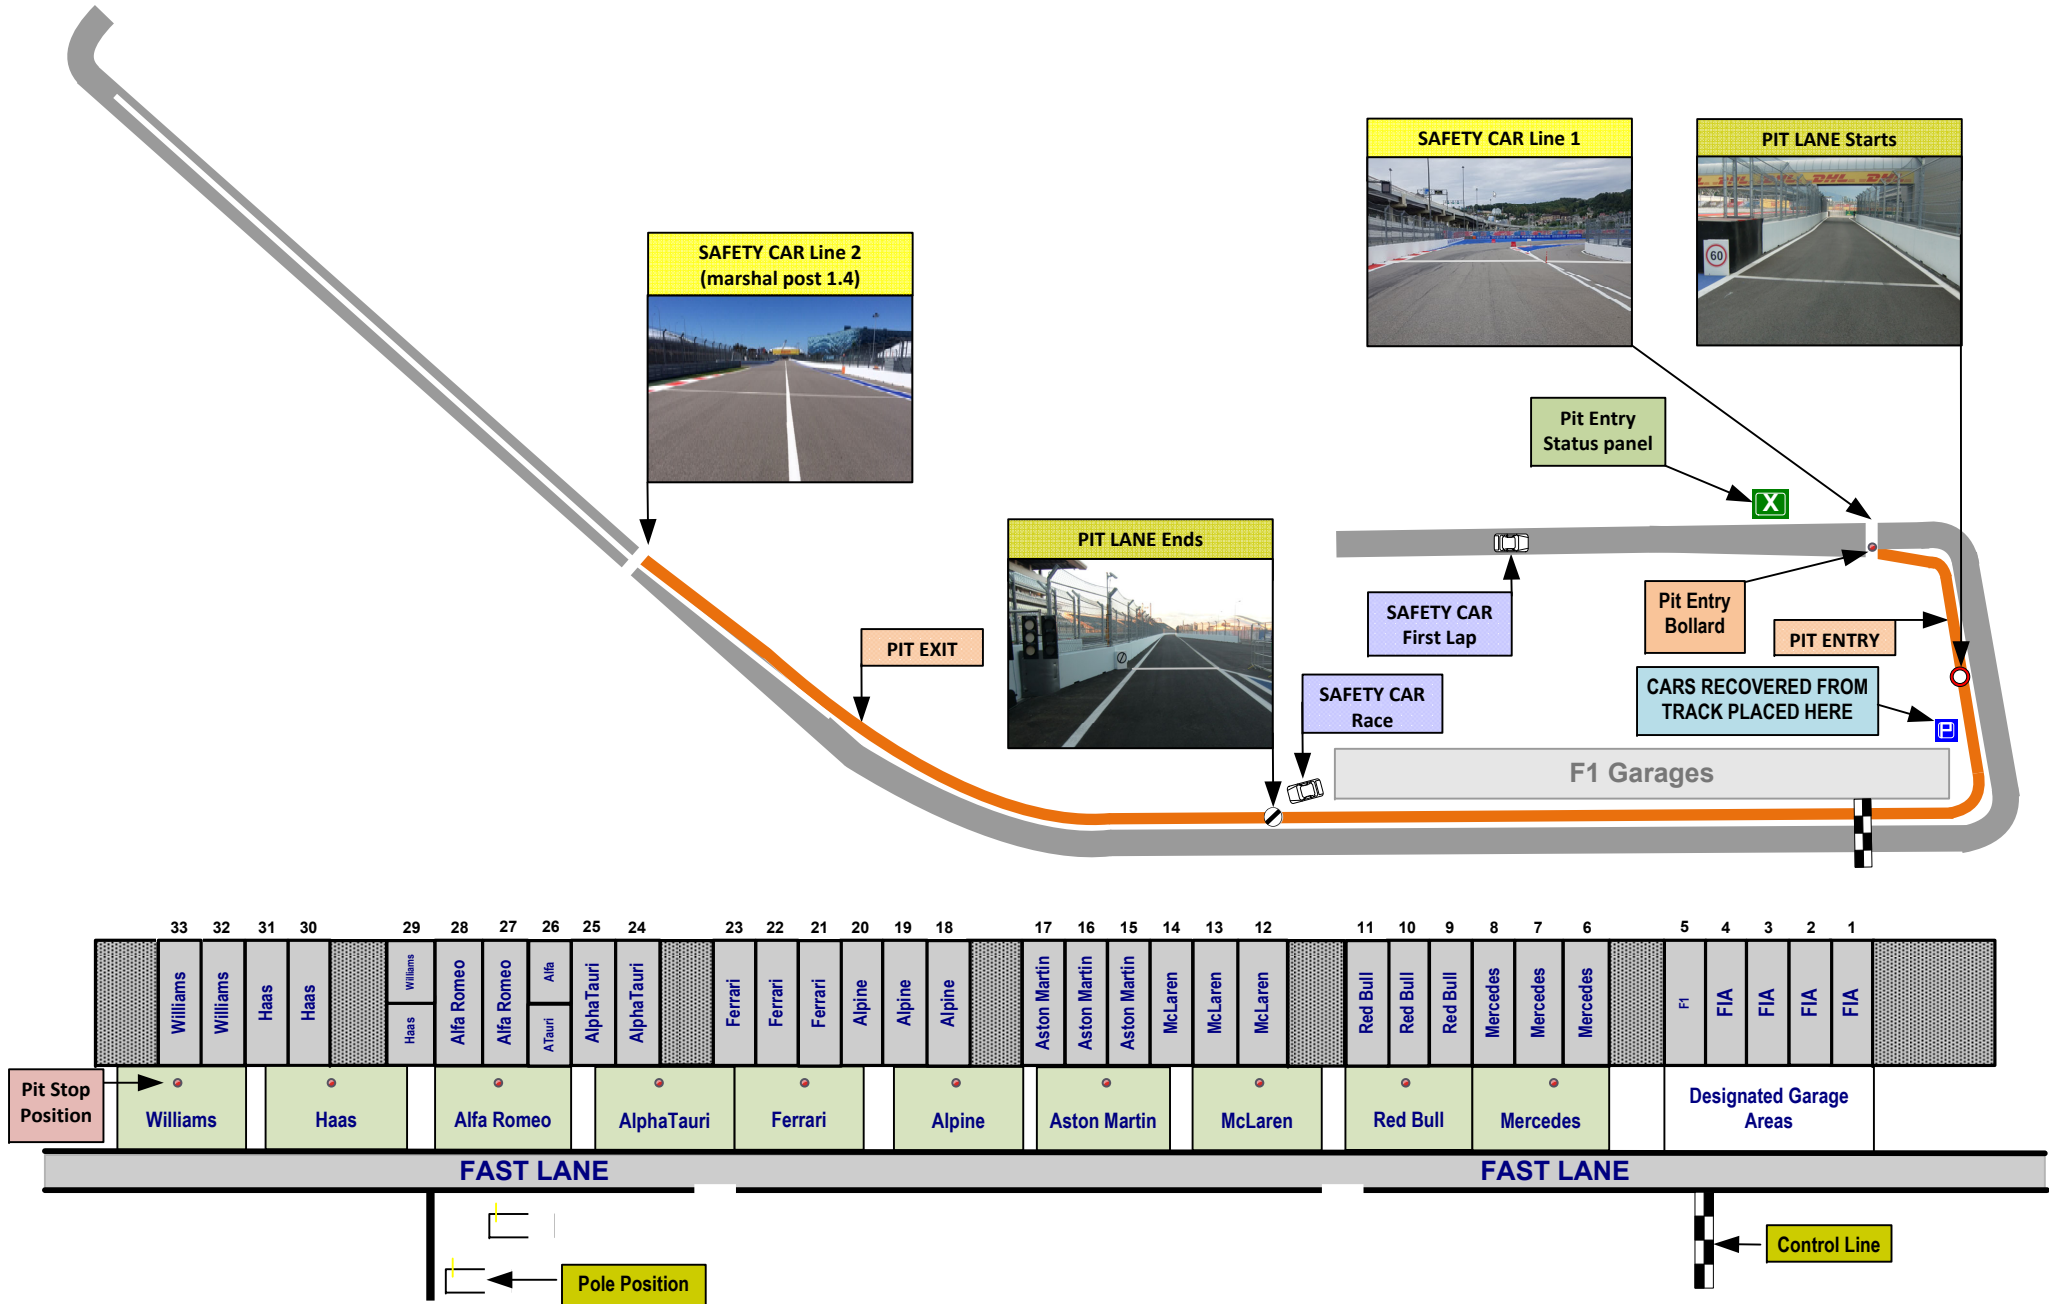 SAFETY CAR Line 1
PIT LANE Starts
DHL
DHL
DHL
60
SAFETY CAR Line 2
(marshal post 1.4)
Pit Entry
Status panel
X
PIT LANE Ends
SAFETY CAR
First Lap
Pit Entry
Bollard
PIT ENTRY
PIT EXIT
SAFETY CAR
Race
CARS RECOVERED FROM
TRACK PLACED HERE
P
F1 Garages
33 32 31 30 29 28 27 26 25 24 23 22 21 20 19 18 17 16 15 14 13 12 11 10 9 8 7 6 5 4 3 2 1
Williams
Williams
Haas
Haas
Williams
Haas
Alfa Romeo
Alfa Romeo
Alfa
ATauri
AlphaTauri
AlphaTauri
Ferrari
Ferrari
Ferrari
Alpine
Alpine
Alpine
Aston Martin
Aston Martin
Aston Martin
McLaren
McLaren
McLaren
Red Bull
Red Bull
Red Bull
Mercedes
Mercedes
Mercedes
F1
FIA
FIA
FIA
FIA
Pit Stop
Position
Williams
Haas
Alfa Romeo
AlphaTauri
Ferrari
Alpine
Aston Martin
McLaren
Red Bull
Mercedes
Designated Garage
Areas
FAST LANE
FAST LANE
Control Line
Pole Position